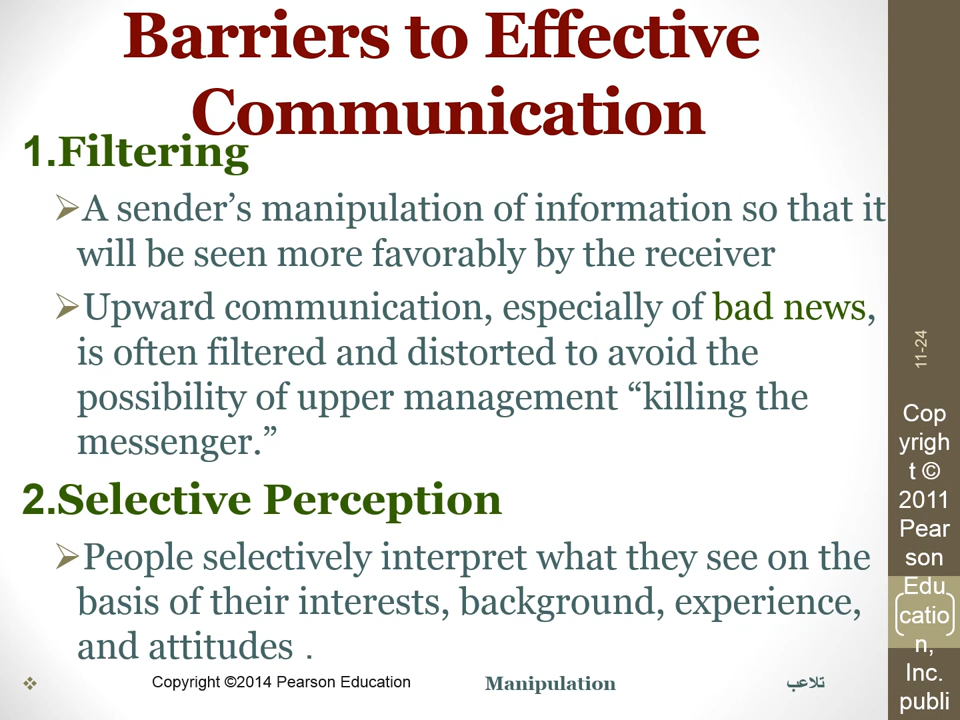 Barriers to Effective
Communication
1.Filtering
➢A sender’s manipulation of information so that it
will be seen more favorably by the receiver
➢Upward communication, especially of bad news,
is often filtered and distorted to avoid the
possibility of upper management “killing the
messenger.”
2.Selective Perception
➢People selectively interpret what they see on the
basis of their interests, background, experience,
and attitudes .
❖ Copyright ©2014 Pearson Education Manipulation تلاعب
11-24
Cop
yrigh
t ©
2011
Pear
son
Edu
catio
n,
Inc.
publi